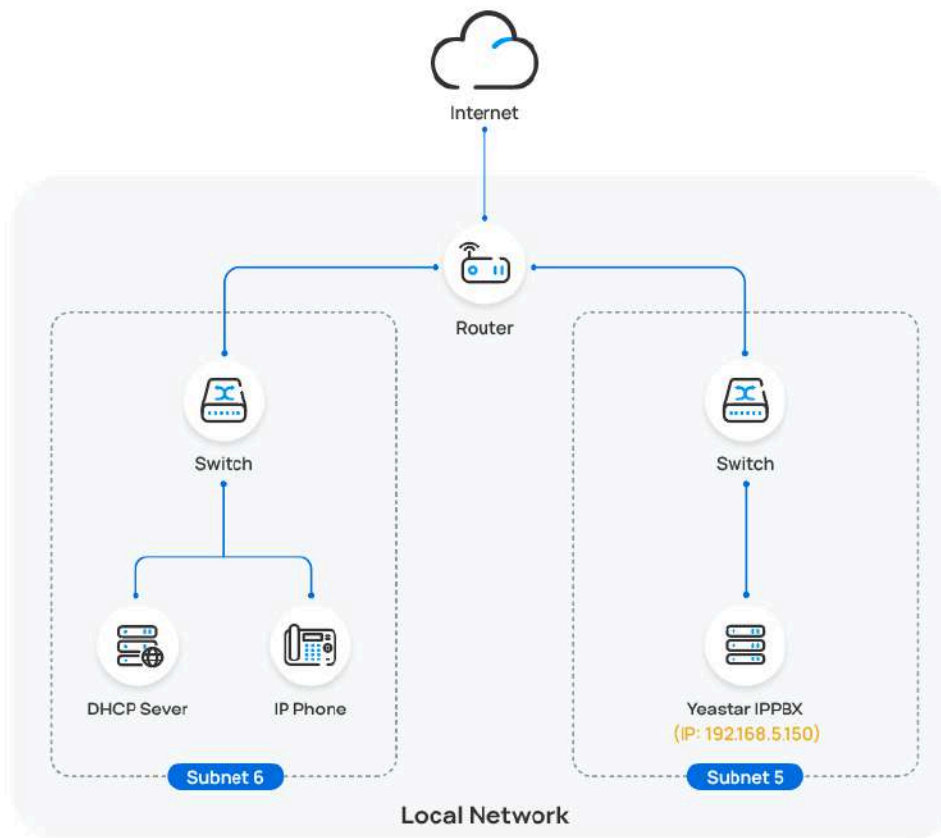 Internet
Router
Switch
Switch
DHCP Sever
IP Phone
Yeastar IPPBX
(IP: 192.168.5.150)
Subnet 6
Subnet 5
Local Network